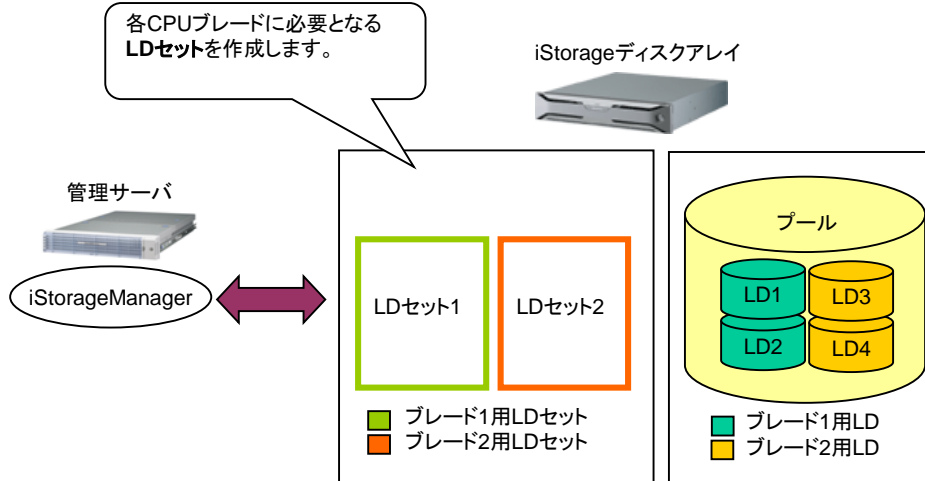 各CPUブレードに必要となる
LDセットを作成します。
iStorageディスクアレイ
管理サーバ
iStorageManager
LDセット1
LDセット2
ブレード1用LDセット
ブレード2用LDセット
プール
LD1
LD3
LD2
LD4
ブレード1用LD
ブレード2用LD